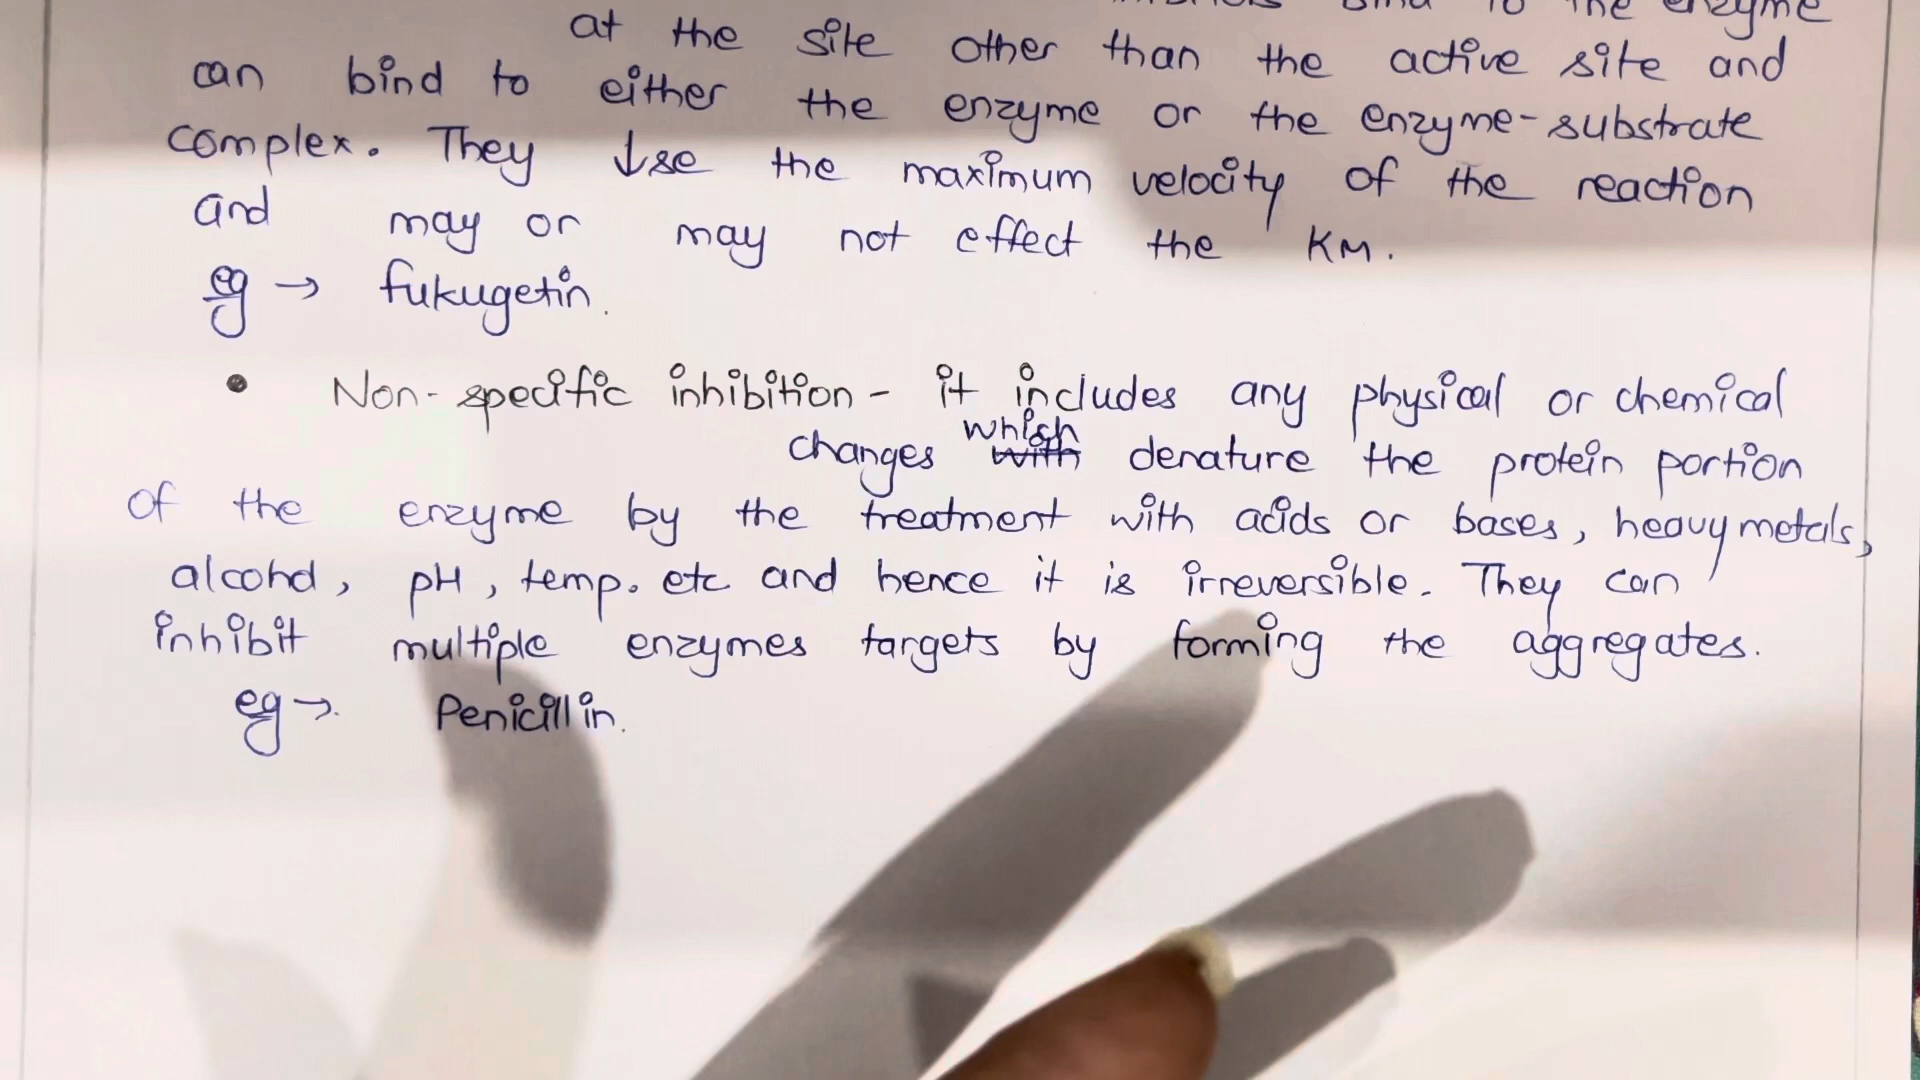 bind to the enzyme
at the site other than the active site and
can bind to either the enzyme or the enzyme-substrate
complex. They ↓se the maximum velocity of the reaction
and may or may not effect the KM.
eg → fukugetin.
• Non-specific inhibition - it includes any physical or chemical
which
changes with denature the protein portion
of the enzyme by the treatment with acids or bases, heavy metals,
alcohol, pH, temp. etc and hence it is irreversible. They can
inhibit multiple enzymes targets by forming the aggregates.
eg →. Penicillin.